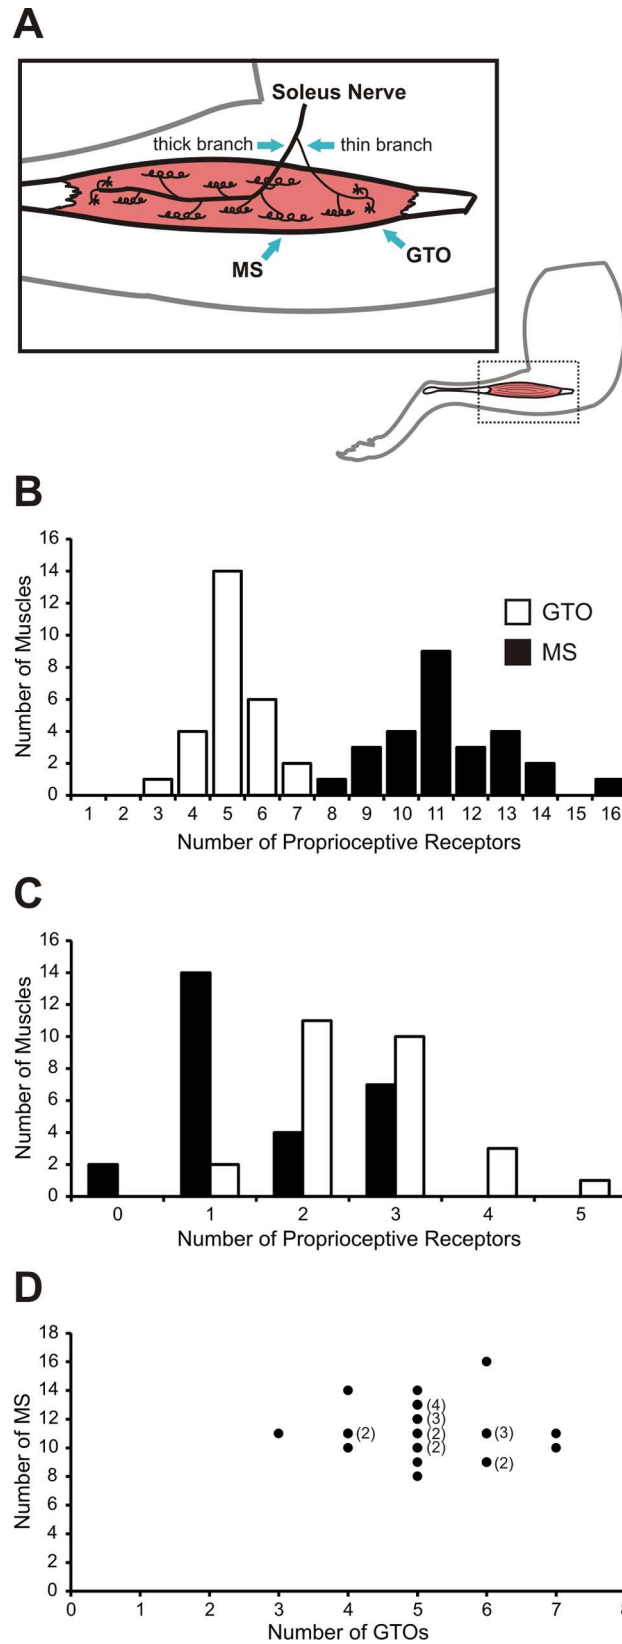 A
Soleus Nerve
thick branch
thin branch
MS
GTO
B
16
14
12
10
8
6
4
2
0
Number of Muscles
GTO
MS
1 2 3 4 5 6 7 8 9 10 11 12 13 14 15 16
Number of Proprioceptive Receptors
C
16
14
12
10
8
6
4
2
0
Number of Muscles
0 1 2 3 4 5
Number of Proprioceptive Receptors
D
18
16
14
12
10
8
6
4
2
0
Number of MS
(4)
(3)
(2) (2) (3)
(2)
(2)
0 1 2 3 4 5 6 7 8
Number of GTOs